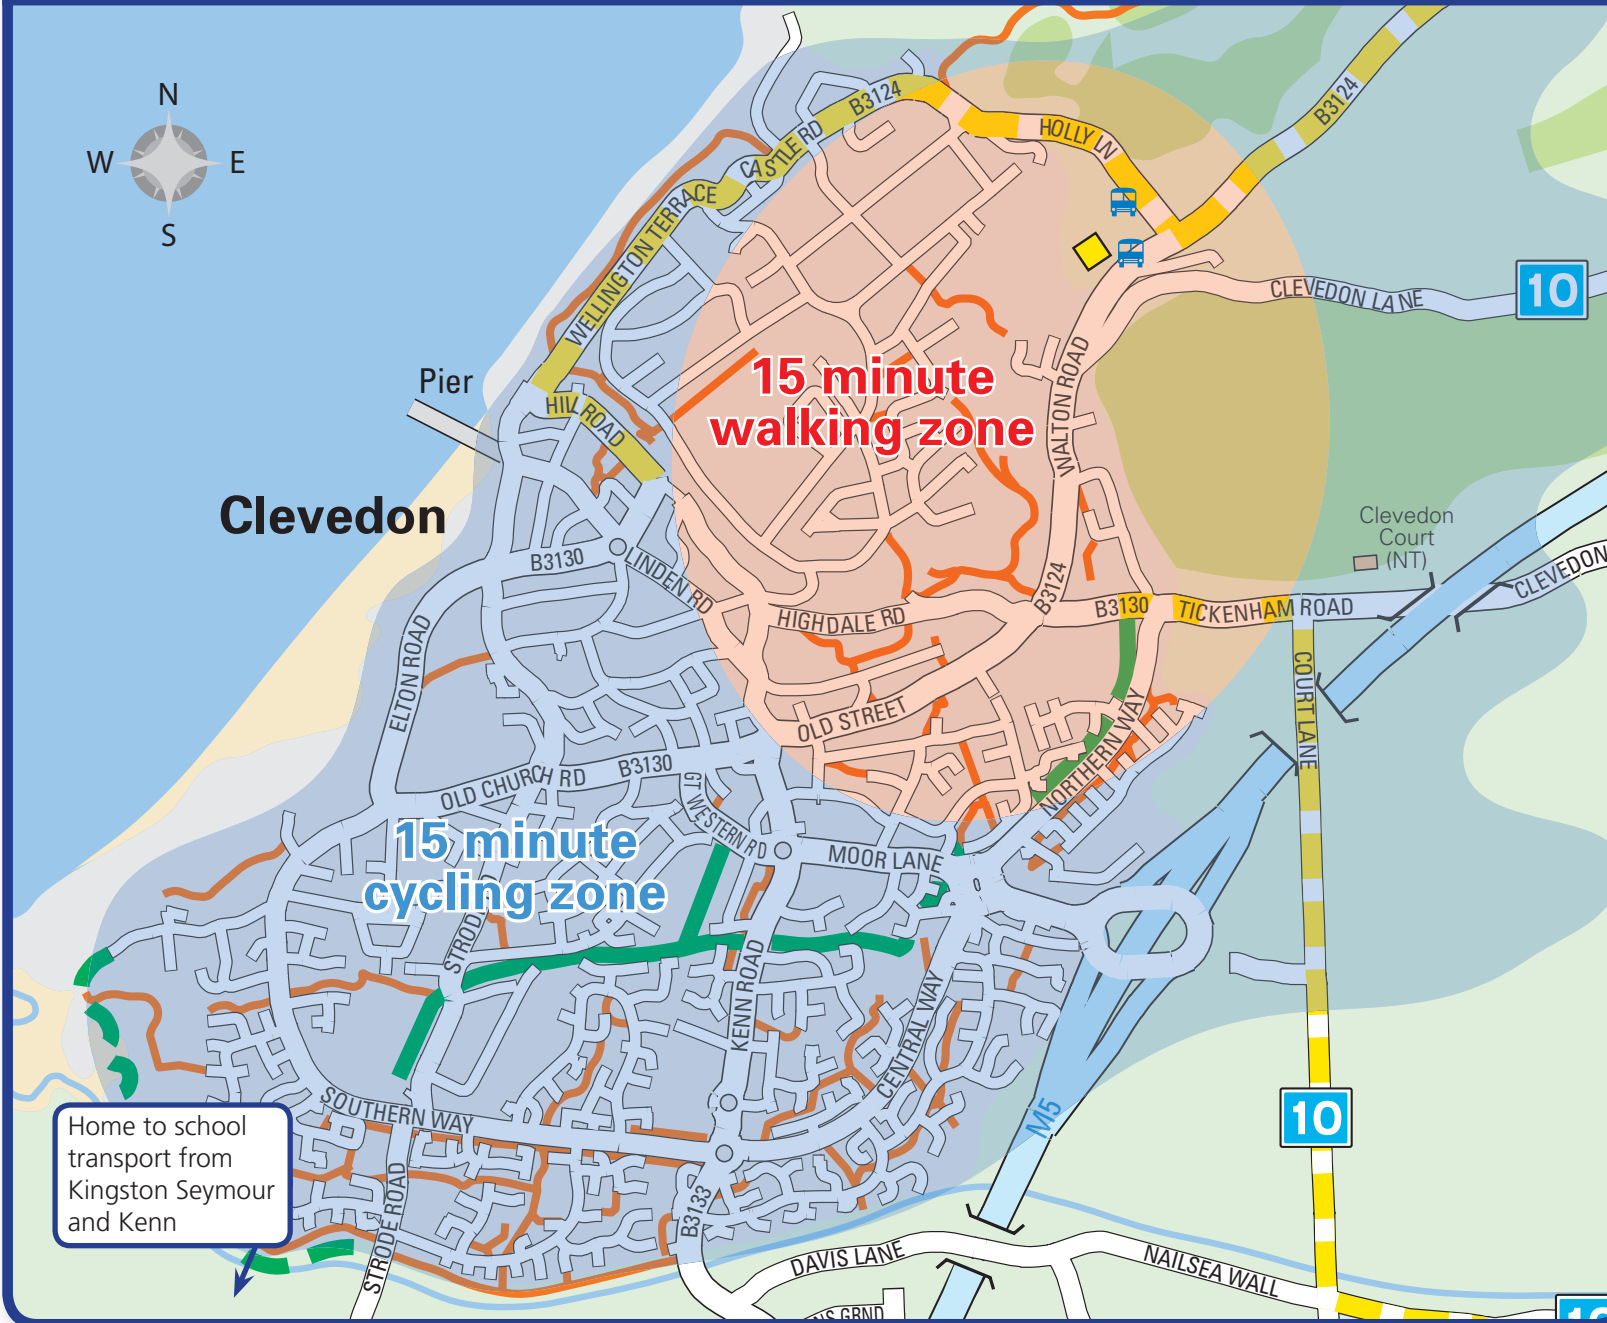 N
W E
S
B3124
HOLLY LN
B3124
CASTLE RD
WELLINGTON TERRACE
CLEVEDON LANE
10
Pier
HILL ROAD
15 minute
walking zone
WALTON ROAD
Clevedon
Clevedon
Court
(NT)
B3130
LINDEN RD
B3124
CLEVEDON
HIGHDALE RD
B3130
TICKENHAM ROAD
ELTON ROAD
COURT LANE
OLD STREET
NORTHERN WAY
OLD CHURCH RD
B3130
GT WESTERN RD
15 minute
cycling zone
MOOR LANE
STRODE
KENN ROAD
CENTRAL WAY
SOUTHERN WAY
M5
10
Home to school
transport from
Kingston Seymour
and Kenn
STRODE ROAD
B3133
DAVIS LANE
NAILSEA WALL
GRND
10